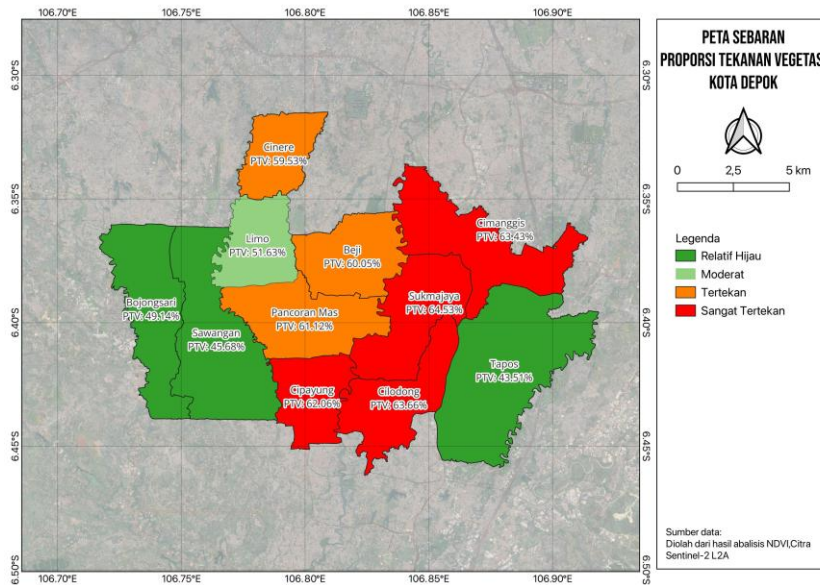 106.70°E 106.75°E 106.80°E 106.85°E 106.90°E
6.30°S 6.30°S
6.35°S 6.35°S
6.40°S 6.40°S
6.45°S 6.45°S
6.50°S 6.50°S
Cinere
PTV: 59.53%
Limo
PTV: 51.63%
Beji
PTV: 60.05%
Cimanggis
PTV: 63.43%
Bojongsari
PTV: 49.14%
Sawangan
PTV: 45.68%
Pancoran Mas
PTV: 61.12%
Sukmajaya
PTV: 64.53%
Tapos
PTV: 43.51%
Cipayung
PTV: 62.06%
Cilodong
PTV: 63.66%
106.70°E 106.75°E 106.80°E 106.85°E 106.90°E
PETA SEBARAN
PROPORSI TEKANAN VEGETAS
KOTA DEPOK
0 2,5 5 km
Legenda
Relatif Hijau
Moderat
Tertekan
Sangat Tertekan
Sumber data:
Diolah dari hasil abalisis NDVI,Citra
Sentinel-2 L2A